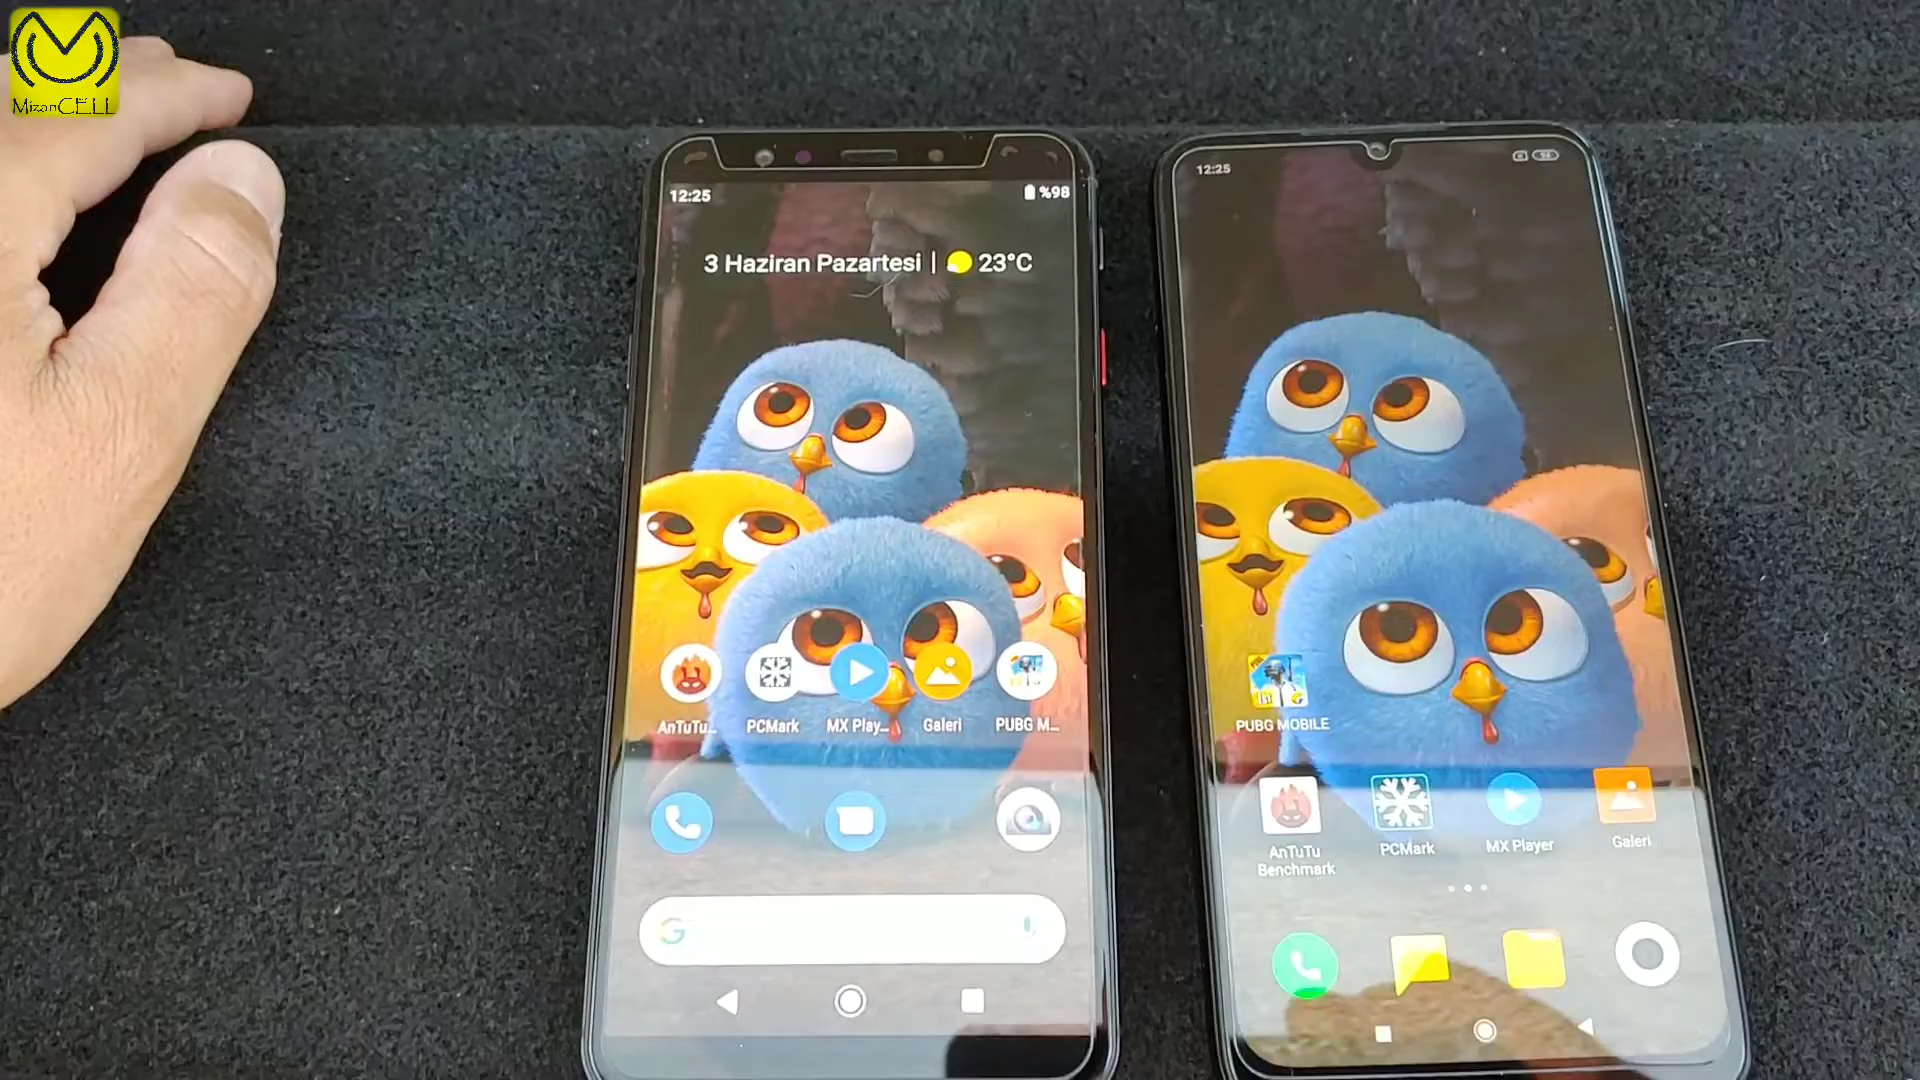 MizanCELL
12:25
%98
3 Haziran Pazartesi | 23°C
AnTuTu...
PCMark
MX Play...
Galeri
PUBG M...
12:25
PUBG MOBILE
AnTuTu
Benchmark
PCMark
MX Player
Galeri